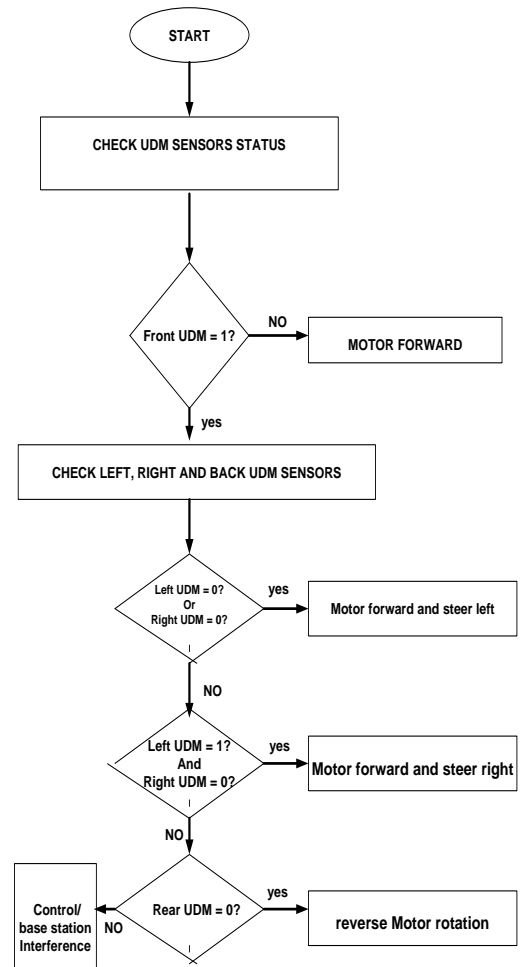 START
CHECK UDM SENSORS STATUS
Front UDM = 1?
NO
MOTOR FORWARD
yes
CHECK LEFT, RIGHT AND BACK UDM SENSORS
Left UDM = 0?
Or
Right UDM = 0?
yes
Motor forward and steer left
NO
Left UDM = 1?
And
Right UDM = 0?
yes
Motor forward and steer right
NO
Control/
base station
Interference
NO
Rear UDM = 0?
yes
reverse Motor rotation